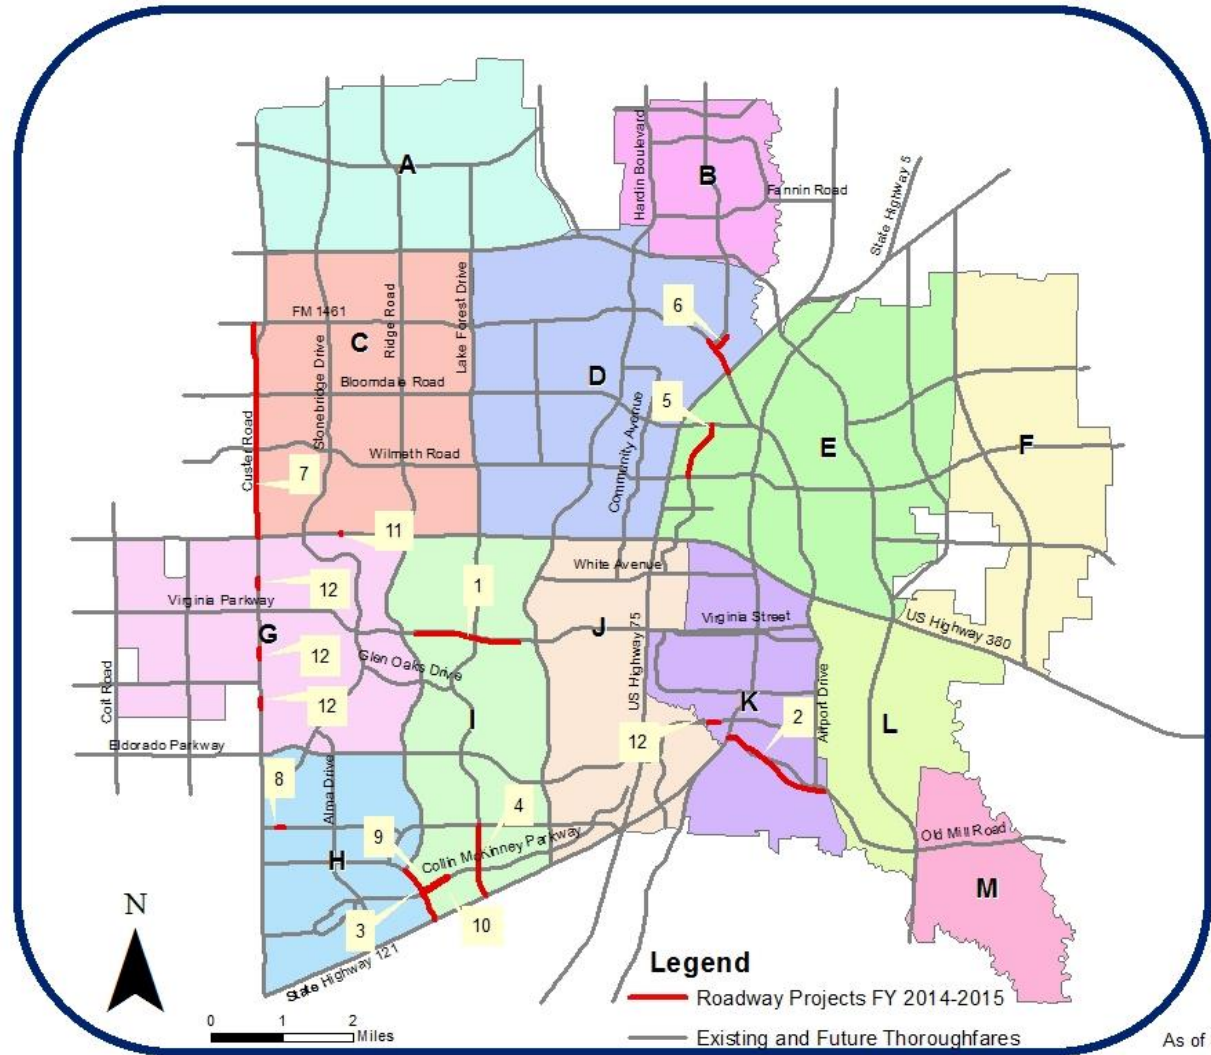 A
B
Hardin Boulevard
Fannin Road
State Highway 5
Lake Forest Drive
FM 1461
Ridge Road
C
Stonebridge Drive
6
D
Bloomdale Road
5
Community Avenue
E
F
Custer Road
Wilmeth Road
7
11
White Avenue
12
1
Virginia Parkway
Virginia Street
US Highway 380
G
J
12
Glen Oaks Drive
US Highway 75
Coit Road
12
I
K
2
Airport Drive
L
12
Eldorado Parkway
8
Alma Drive
4
Old Mill Road
9
Collin McKinney Parkway
H
M
N
3
10
State Highway 121
Legend
Roadway Projects FY 2014-2015
0 1 2
Miles
Existing and Future Thoroughfares
As of